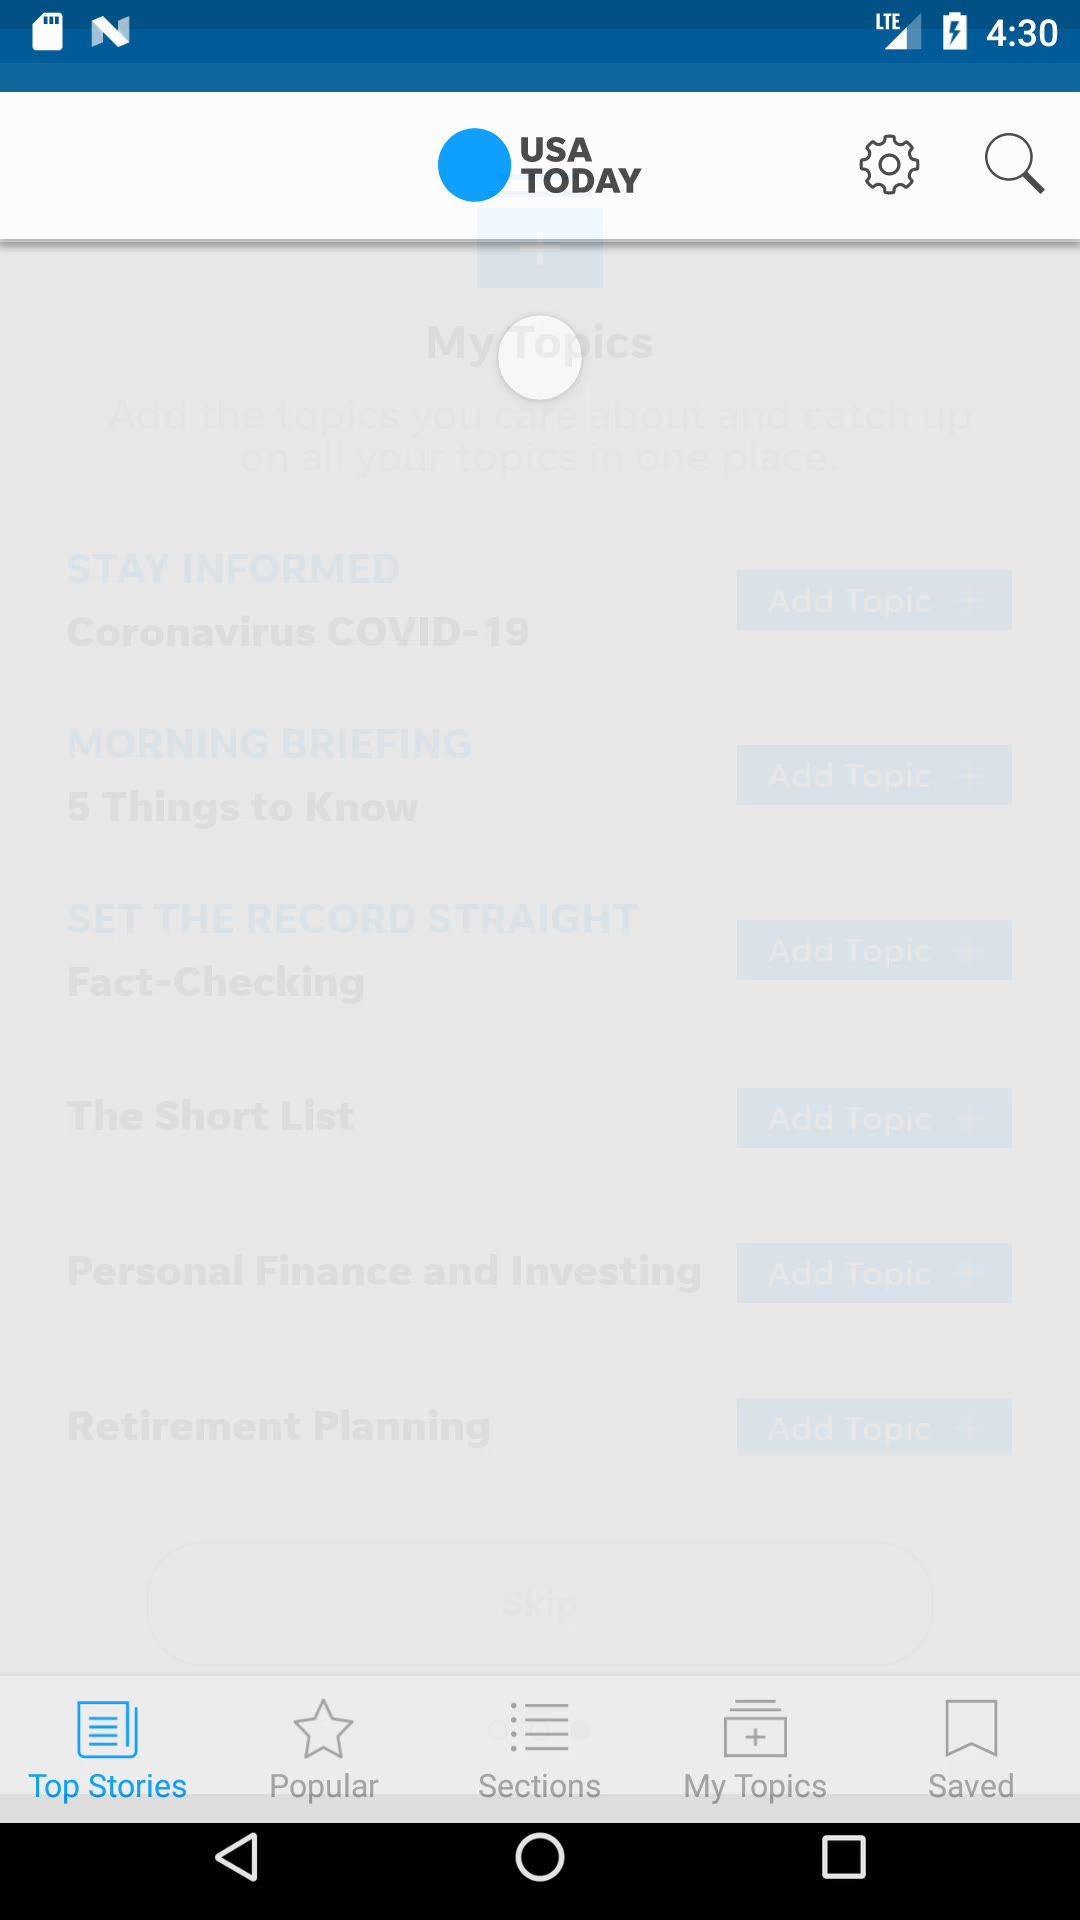 LTE 4:30
USA
TODAY
My Topics
Add the topics you care about and catch up
on all your topics in one place.
STAY INFORMED
Coronavirus COVID-19
Add Topic +
MORNING BRIEFING
5 Things to Know
Add Topic +
SET THE RECORD STRAIGHT
Fact-Checking
Add Topic +
The Short List
Add Topic +
Personal Finance and Investing
Add Topic +
Retirement Planning
Add Topic +
Skip
Top Stories
Popular
Sections
My Topics
Saved